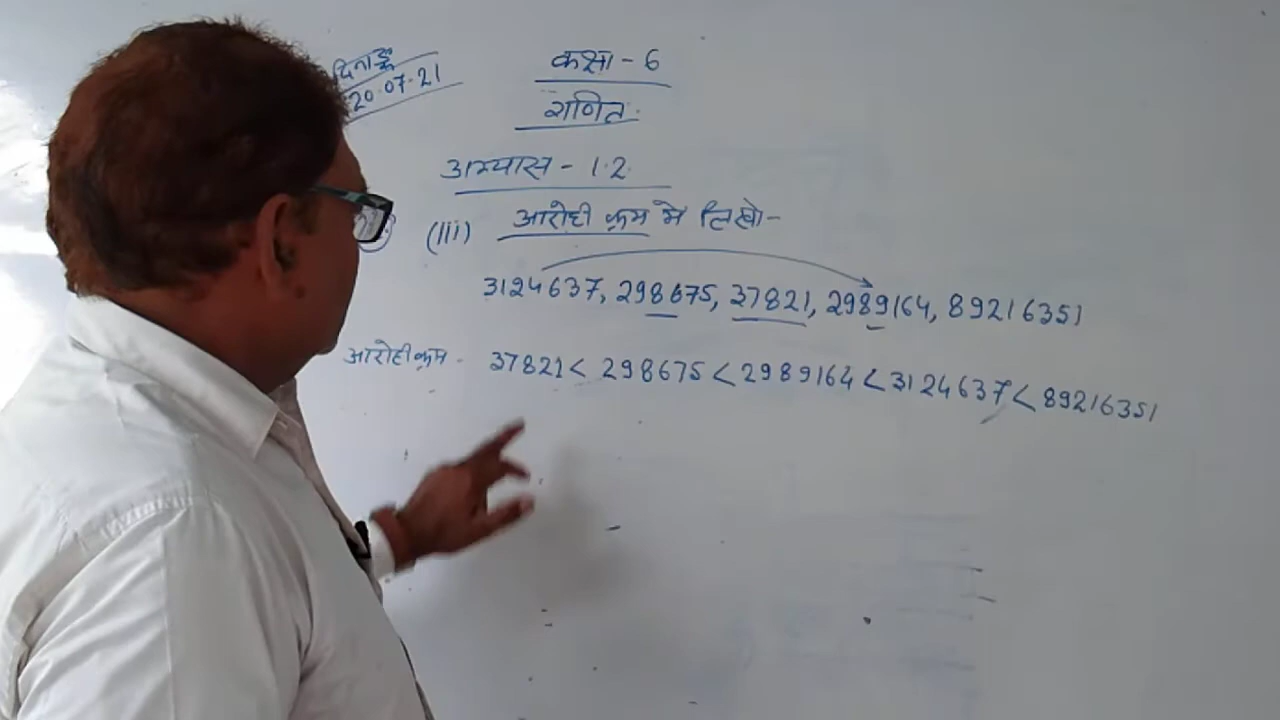 दिनाङ्क
20.07.21
कक्षा - 6
गणित.
अभ्यास - 1.2.
(iii) आरोही क्रम में लिखो-
3124637, 298675, 37821, 2989164, 89216351
आरोही क्रम - 37821 < 298675 < 2989164 < 3124637 < 89216351